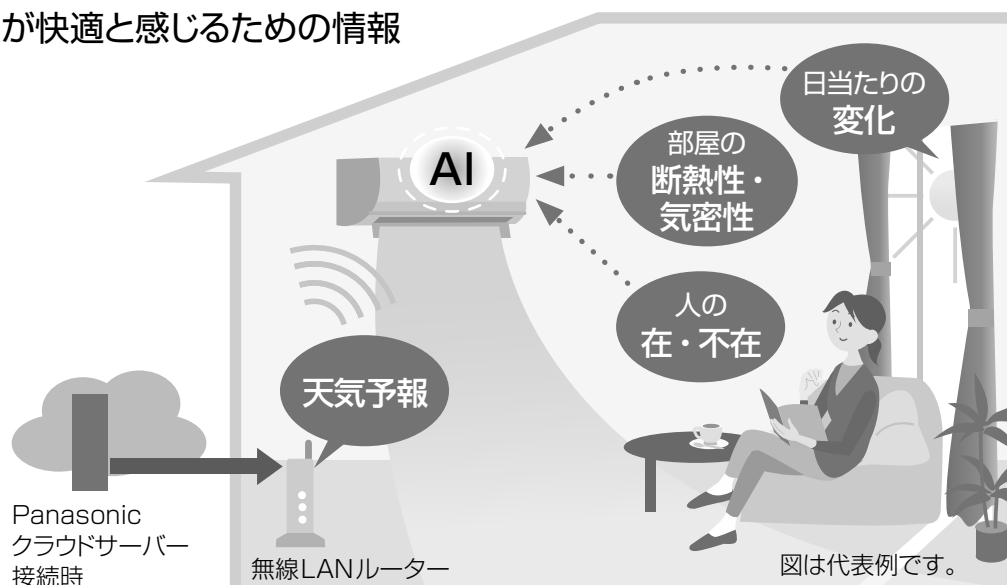 が快適と感じるための情報
日当たりの
変化
AI
部屋の
断熱性・
気密性
人の
在・不在
天気予報
Panasonic
クラウドサーバー
接続時
無線LANルーター
図は代表例です。